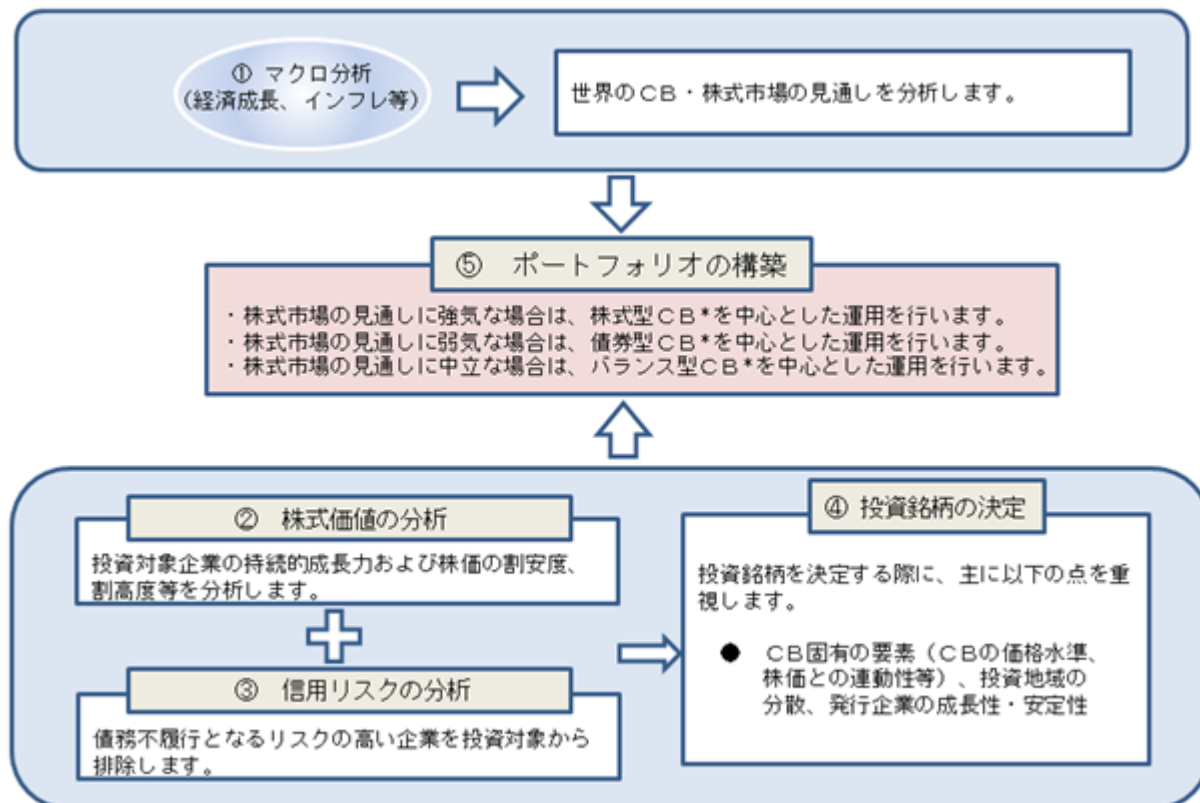 ① マクロ分析
(経済成長、インフレ等)
世界のCB・株式市場の見通しを分析します。
⑤ ポートフォリオの構築
・株式市場の見通しに強気な場合は、株式型CB*を中心とした運用を行います。
・株式市場の見通しに弱気な場合は、債券型CB*を中心とした運用を行います。
・株式市場の見通しに中立な場合は、バランス型CB*を中心とした運用を行います。
② 株式価値の分析
投資対象企業の持続的成長力および株価の割安度、
割高度等を分析します。
③ 信用リスクの分析
債務不履行となるリスクの高い企業を投資対象から
排除します。
④ 投資銘柄の決定
投資銘柄を決定する際に、主に以下の点を重
視します。
● CB固有の要素(CBの価格水準、
株価との連動性等)、投資地域の
分散、発行企業の成長性・安定性